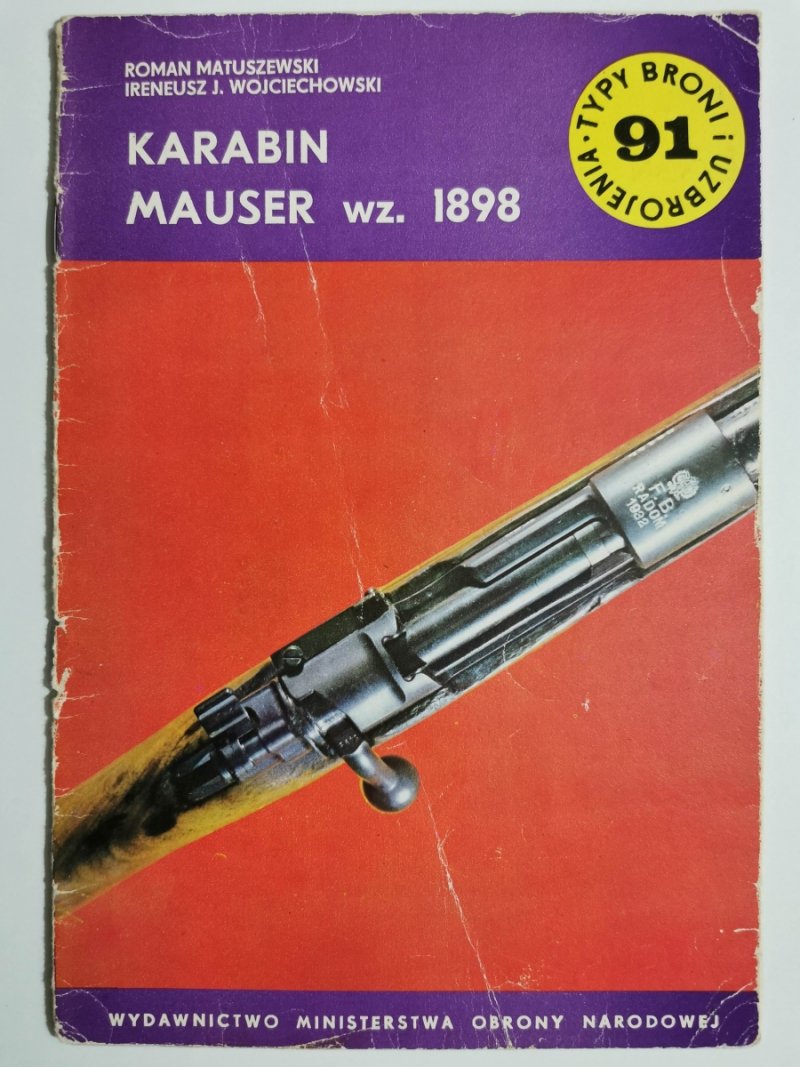 ROMAN MATUSZEWSKI
IRENEUSZ J. WOJCIECHOWSKI
KARABIN
MAUSER wz. 1898
TYPY BRONI i UZBROJENIA
91
F.B.
RADOM
1932
WYDAWNICTWO MINISTERSTWA OBRONY NARODOWEJ